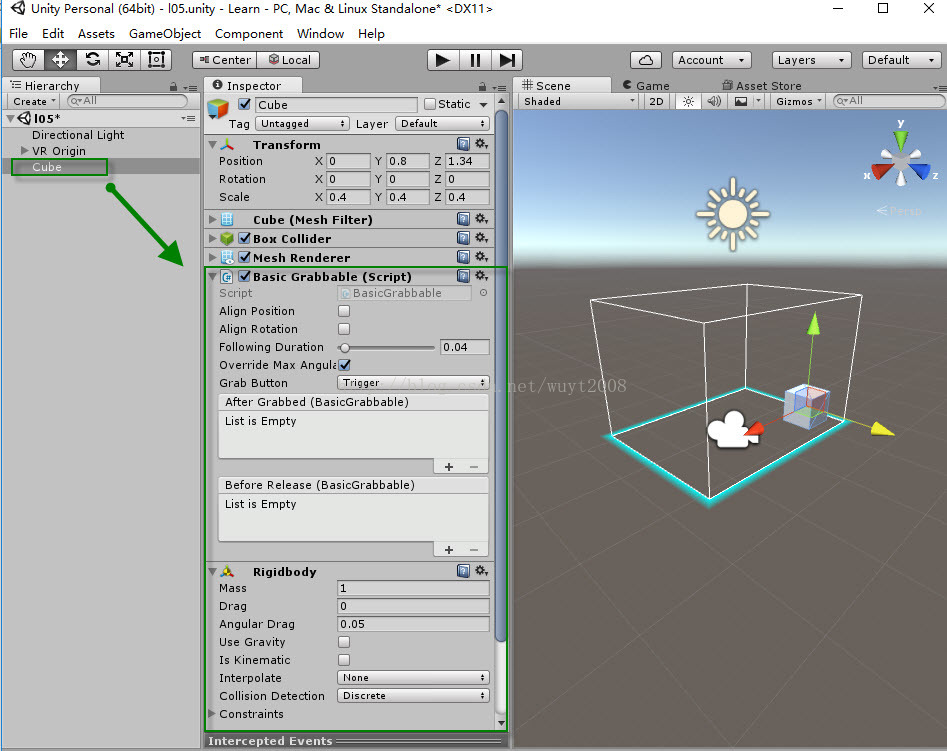 Unity Personal (64bit) - l05.unity - Learn - PC, Mac & Linux Standalone* <DX11>
File Edit Assets GameObject Component Window Help
Center Local Account Layers Default
Hierarchy
Create All
l05*
Directional Light
VR Origin
Cube
Inspector
Cube Static
Tag Untagged Layer Default
Transform
Position X 0 Y 0.8 Z 1.34
Rotation X 0 Y 0 Z 0
Scale X 0.4 Y 0.4 Z 0.4
Cube (Mesh Filter)
Box Collider
Mesh Renderer
Basic Grabbable (Script)
Script BasicGrabbable
Align Position
Align Rotation
Following Duration 0.04
Override Max Angula
Grab Button Trigger
After Grabbed (BasicGrabbable)
List is Empty
+ −
Before Release (BasicGrabbable)
List is Empty
+ −
Rigidbody
Mass 1
Drag 0
Angular Drag 0.05
Use Gravity
Is Kinematic
Interpolate None
Collision Detection Discrete
Constraints
Intercepted Events
Scene Game Asset Store
Shaded 2D Gizmos All
y
x z
Persp
//blog.csdn.net/wuyt2008